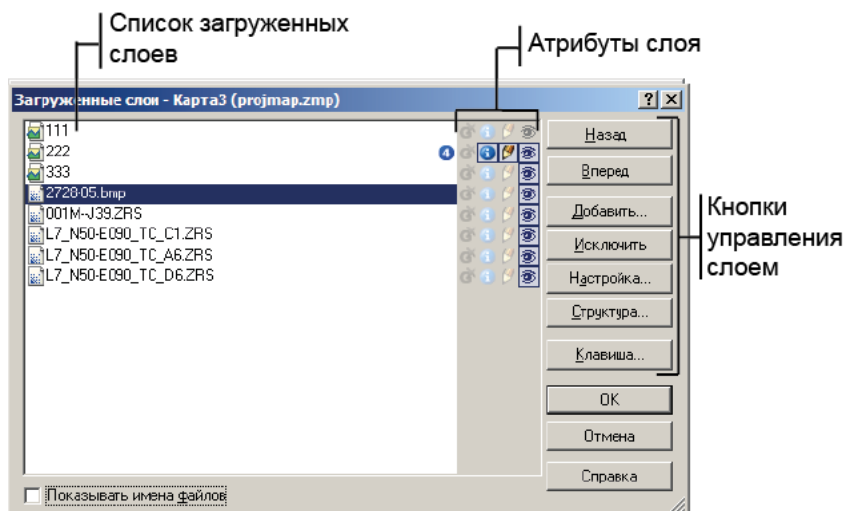 Список загруженных
слоев
Атрибуты слоя
Загруженные слои - Карта3 (projmap.zmp)
111
222
4
333
2728-05.bmp
001M--J39.ZRS
L7_N50-E090_TC_C1.ZRS
L7_N50-E090_TC_A6.ZRS
L7_N50-E090_TC_D6.ZRS
Назад
Вперед
Добавить...
Исключить
Настройка...
Структура...
Клавиша...
OK
Отмена
Справка
Кнопки
управления
слоем
Показывать имена файлов